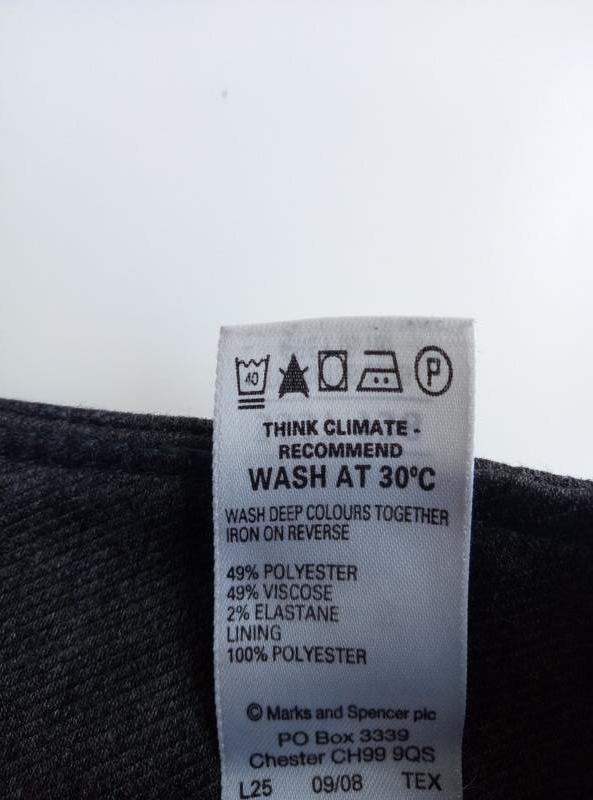 40 P
THINK CLIMATE -
RECOMMEND
WASH AT 30ºC
WASH DEEP COLOURS TOGETHER
IRON ON REVERSE
49% POLYESTER
49% VISCOSE
2% ELASTANE
LINING
100% POLYESTER
© Marks and Spencer plc
PO Box 3339
Chester CH99 9QS
L25 09/08 TEX